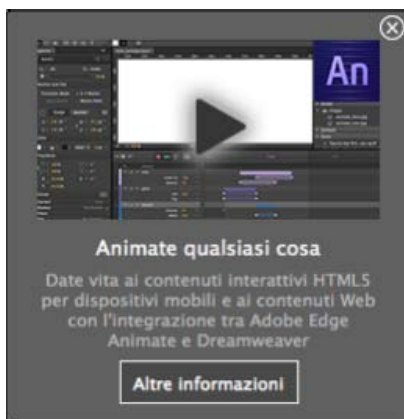 An
Animate qualsiasi cosa
Date vita ai contenuti interattivi HTML5
per dispositivi mobili e ai contenuti Web
con l'integrazione tra Adobe Edge
Animate e Dreamweaver
Altre informazioni